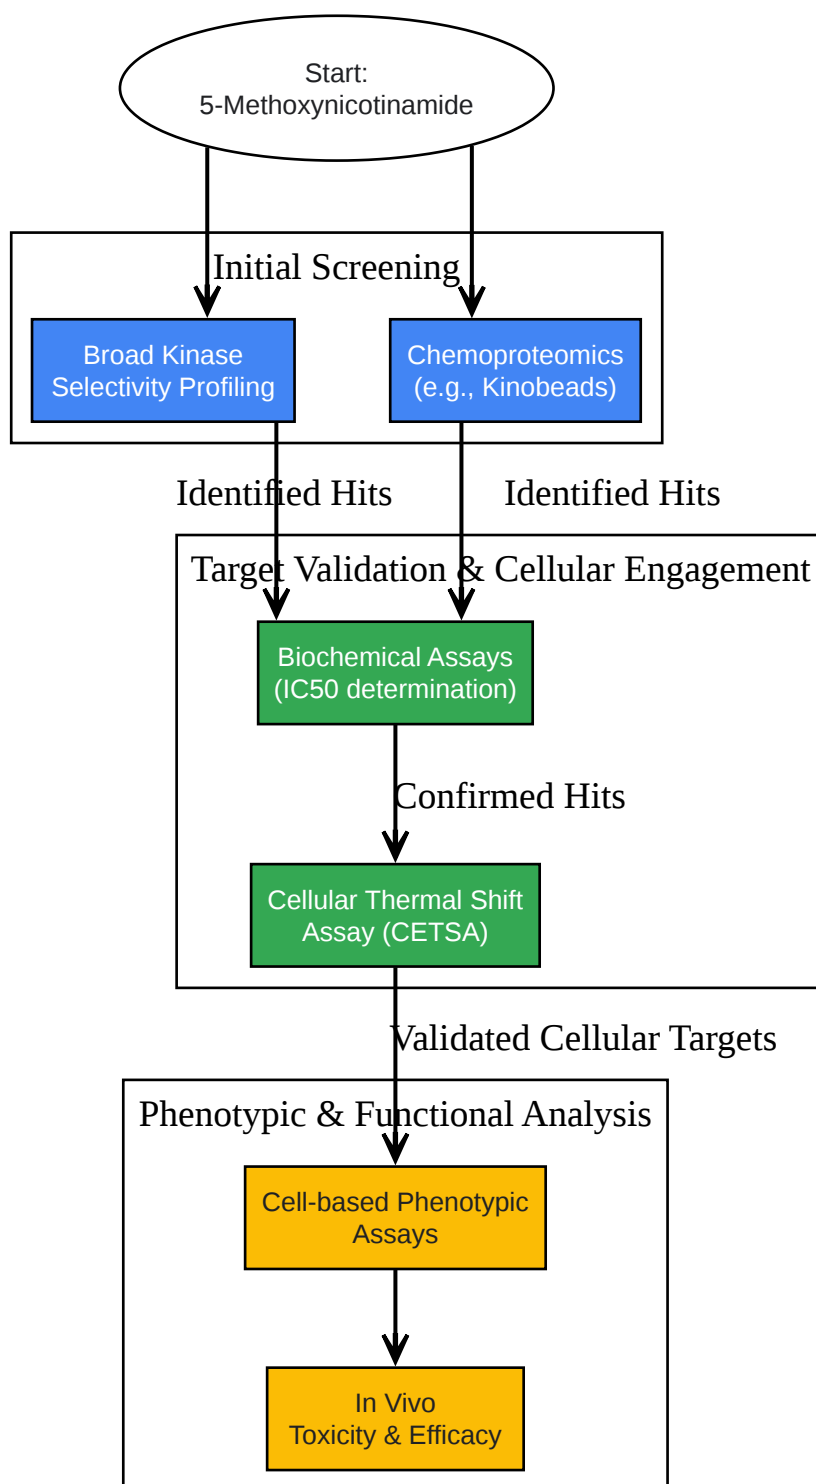 Start:
5-Methoxynicotinamide
Initial Screening
Broad Kinase
Selectivity Profiling
Chemoproteomics
(e.g., Kinobeads)
Identified Hits
Identified Hits
Target Validation & Cellular Engagement
Biochemical Assays
(IC50 determination)
Confirmed Hits
Cellular Thermal Shift
Assay (CETSA)
Validated Cellular Targets
Phenotypic & Functional Analysis
Cell-based Phenotypic
Assays
In Vivo
Toxicity & Efficacy